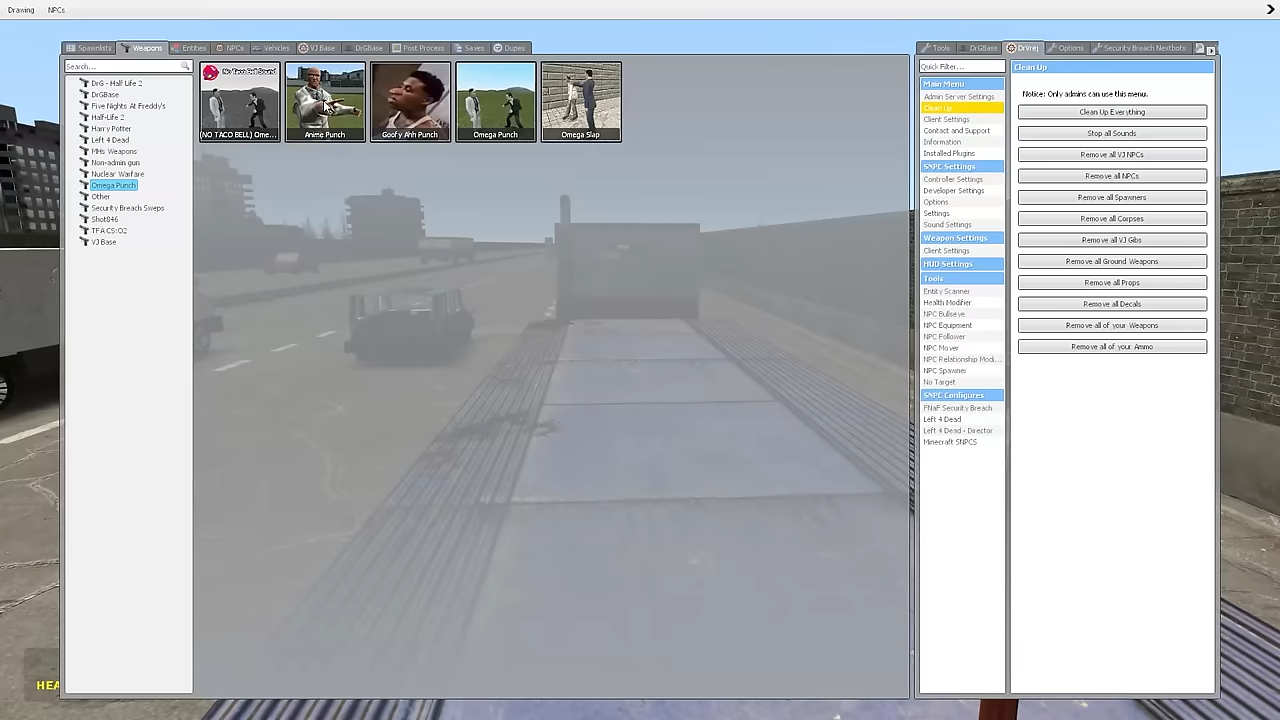 Drawing NPCs
Spawnlists Weapons Entities NPCs Vehicles VJ Base DrGBase Post Process Saves Dupes
Search...
DrG - Half Life 2
DrGBase
Five Nights At Freddy's
Half-Life 2
Harry Potter
Left 4 Dead
MHs Weapons
Non-admin gun
Nuclear Warfare
Omega Punch
Other
Security Breach Sweps
Shot846
TFA CS:O2
VJ Base
No Taco Bell Sound
(NO TACO BELL) Ome...
Anime Punch
Goofy Ahh Punch
Omega Punch
Omega Slap
Tools DrGBase DrVrej Options Security Breach Nextbots
Quick Filter...
Main Menu
Admin Server Settings
Clean Up
Client Settings
Contact and Support
Information
Installed Plugins
SNPC Settings
Controller Settings
Developer Settings
Options
Settings
Sound Settings
Weapon Settings
Client Settings
HUD Settings
Tools
Entity Scanner
Health Modifier
NPC Bullseye
NPC Equipment
NPC Follower
NPC Mover
NPC Relationship Modi...
NPC Spawner
No Target
SNPC Configures
FNaF Security Breach
Left 4 Dead
Left 4 Dead - Director
Minecraft SNPCS
Clean Up
Notice: Only admins can use this menu.
Clean Up Everything
Stop all Sounds
Remove all VJ NPCs
Remove all NPCs
Remove all Spawners
Remove all Corpses
Remove all VJ Gibs
Remove all Ground Weapons
Remove all Props
Remove all Decals
Remove all of your Weapons
Remove all of your Ammo
HEA